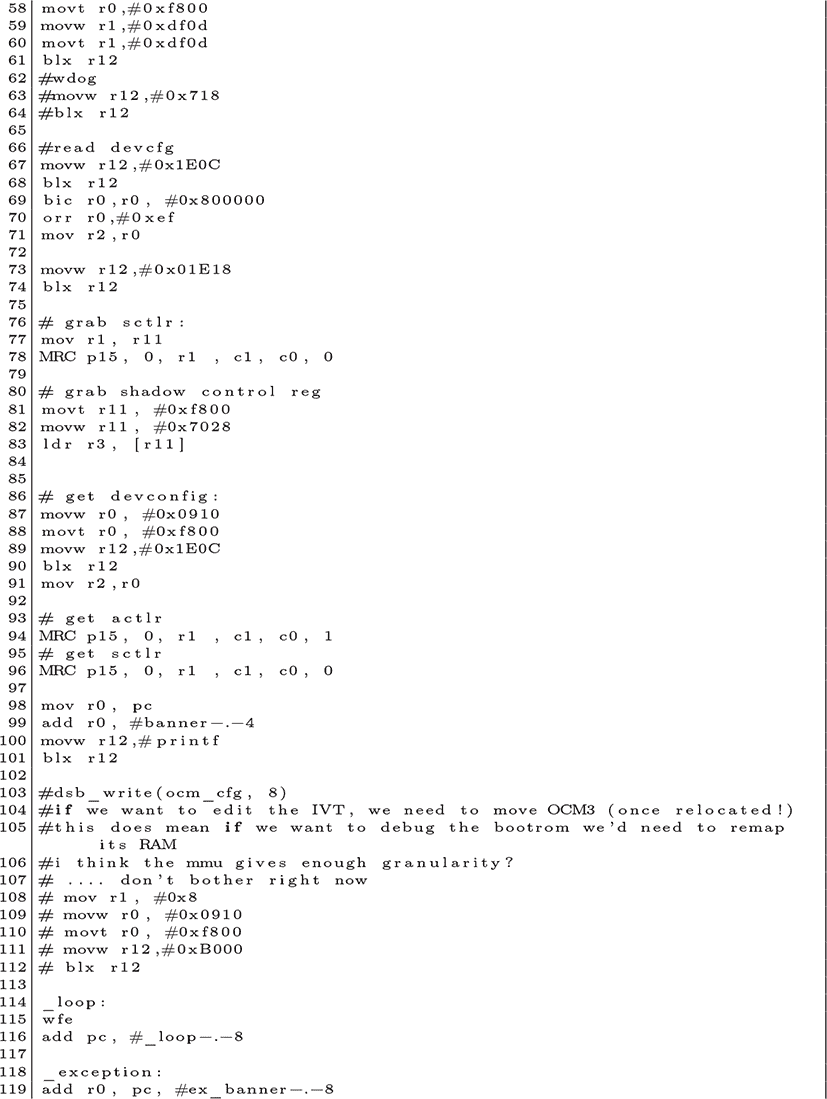 58 movt r0,#0xf800
59 movw r1,#0xdf0d
60 movt r1,#0xdf0d
61 blx r12
62 #wdog
63 #movw r12,#0x718
64 #blx r12
65
66 #read devcfg
67 movw r12,#0x1E0C
68 blx r12
69 bic r0,r0, #0x800000
70 orr r0,#0xef
71 mov r2,r0
72
73 movw r12,#0x01E18
74 blx r12
75
76 # grab sctlr:
77 mov r1, r11
78 MRC p15, 0, r1 , c1, c0, 0
79
80 # grab shadow control reg
81 movt r11, #0xf800
82 movw r11, #0x7028
83 ldr r3, [r11]
84
85
86 # get devconfig:
87 movw r0, #0x0910
88 movt r0, #0xf800
89 movw r12,#0x1E0C
90 blx r12
91 mov r2,r0
92
93 # get actlr
94 MRC p15, 0, r1 , c1, c0, 1
95 # get sctlr
96 MRC p15, 0, r1 , c1, c0, 0
97
98 mov r0, pc
99 add r0, #banner−.−4
100 movw r12,#printf
101 blx r12
102
103 #dsb_write(ocm_cfg, 8)
104 #if we want to edit the IVT, we need to move OCM3 (once relocated!)
105 #this does mean if we want to debug the bootrom we'd need to remap
its RAM
106 #i think the mmu gives enough granularity?
107 # .... don't bother right now
108 # mov r1, #0x8
109 # movw r0, #0x0910
110 # movt r0, #0xf800
111 # movw r12,#0xB000
112 # blx r12
113
114 _loop:
115 wfe
116 add pc, #_loop−.−8
117
118 _exception:
119 add r0, pc, #ex_banner−.−8